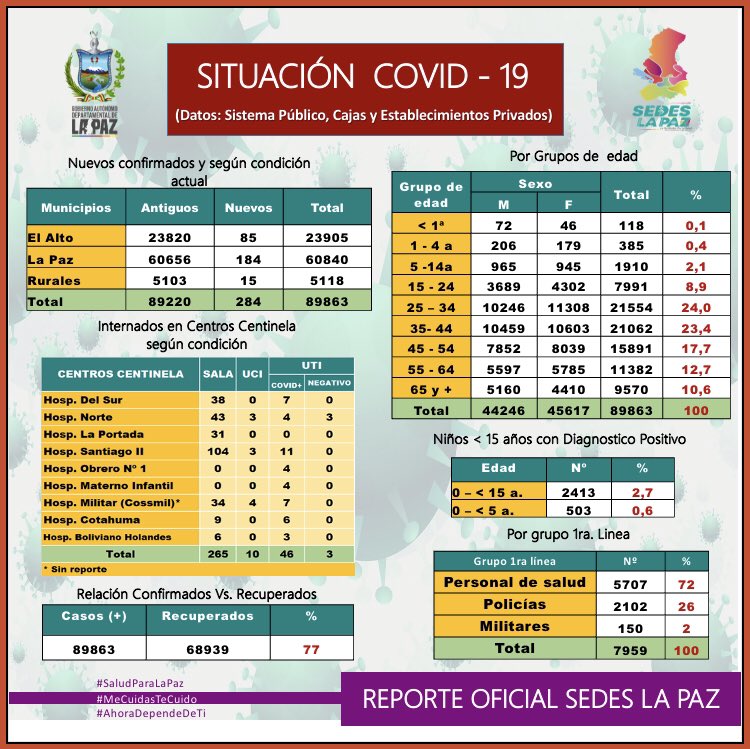 GOBIERNO AUTÓNOMO
DEPARTAMENTAL DE
LA PAZ
SITUACIÓN COVID - 19
(Datos: Sistema Público, Cajas y Establecimientos Privados)
SEDES
LA PAZ
Nuevos confirmados y según condición
actual
Municipios Antiguos Nuevos Total
El Alto 23820 85 23905
La Paz 60656 184 60840
Rurales 5103 15 5118
Total 89220 284 89863
Internados en Centros Centinela
según condición
CENTROS CENTINELA SALA UCI UTI
COVID+ NEGATIVO
Hosp. Del Sur 38 0 7 0
Hosp. Norte 43 3 4 3
Hosp. La Portada 31 0 0 0
Hosp. Santiago II 104 3 11 0
Hosp. Obrero Nº 1 0 0 4 0
Hosp. Materno Infantil 0 0 4 0
Hosp. Militar (Cossmil)* 34 4 7 0
Hosp. Cotahuma 9 0 6 0
Hosp. Boliviano Holandes 6 0 3 0
Total 265 10 46 3
* Sin reporte
Relación Confirmados Vs. Recuperados
Casos (+) Recuperados %
89863 68939 77
Por Grupos de edad
Grupo de edad Sexo Total %
M F
< 1ª 72 46 118 0,1
1 - 4 a 206 179 385 0,4
5 -14a 965 945 1910 2,1
15 - 24 3689 4302 7991 8,9
25 – 34 10246 11308 21554 24,0
35- 44 10459 10603 21062 23,4
45 - 54 7852 8039 15891 17,7
55 - 64 5597 5785 11382 12,7
65 y + 5160 4410 9570 10,6
Total 44246 45617 89863 100
Niños < 15 años con Diagnostico Positivo
Edad Nº %
0 – < 15 a. 2413 2,7
0 – < 5 a. 503 0,6
Por grupo 1ra. Linea
Grupo 1ra línea Nº %
Personal de salud 5707 72
Policías 2102 26
Militares 150 2
Total 7959 100
#SaludParaLaPaz
#MeCuidasTeCuido
#AhoraDependeDeTi
REPORTE OFICIAL SEDES LA PAZ